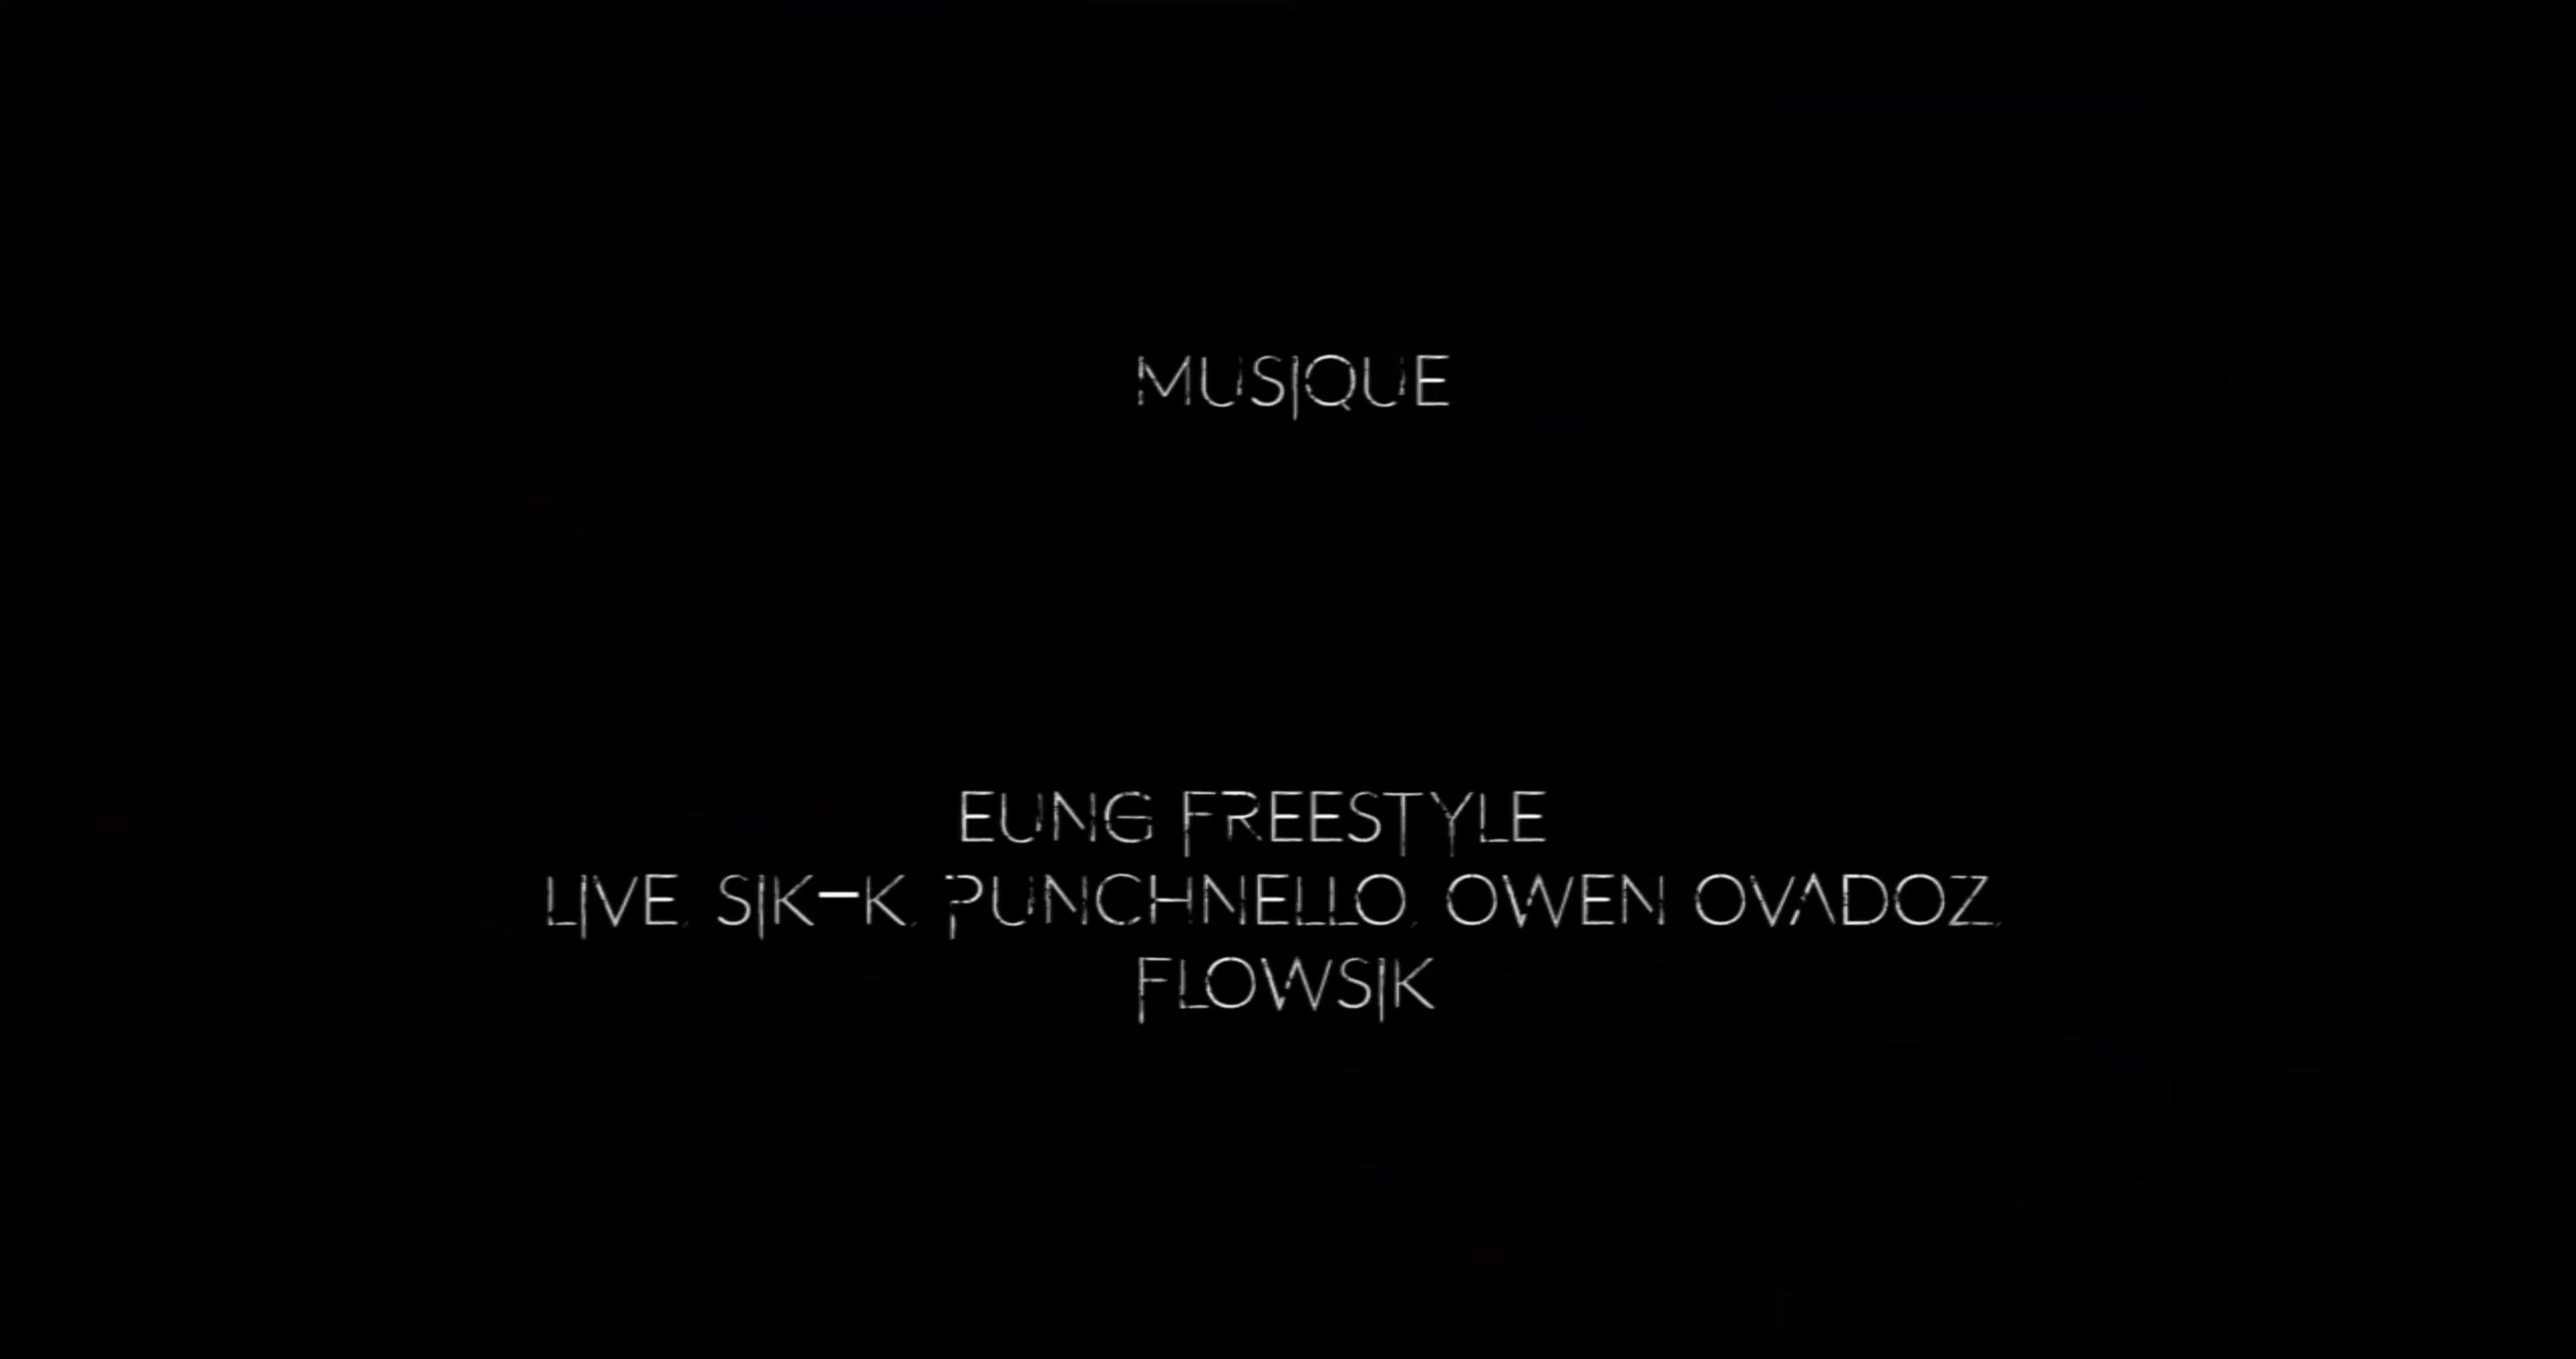 MUSIQUE
EUNG FREESTYLE
LIVE, SIK-K, PUNCHNELLO, OWEN OVADOZ,
FLOWSIK